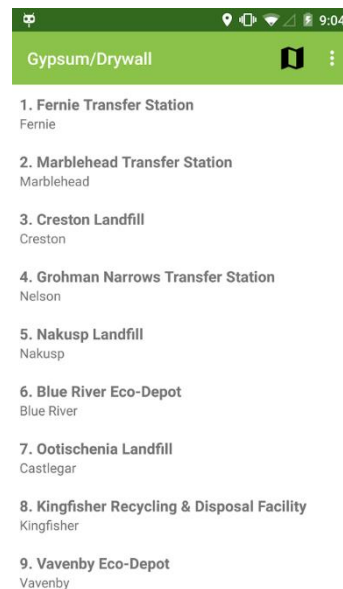 9:04
Gypsum/Drywall
1. Fernie Transfer Station
Fernie
2. Marblehead Transfer Station
Marblehead
3. Creston Landfill
Creston
4. Grohman Narrows Transfer Station
Nelson
5. Nakusp Landfill
Nakusp
6. Blue River Eco-Depot
Blue River
7. Ootischenia Landfill
Castlegar
8. Kingfisher Recycling & Disposal Facility
Kingfisher
9. Vavenby Eco-Depot
Vavenby